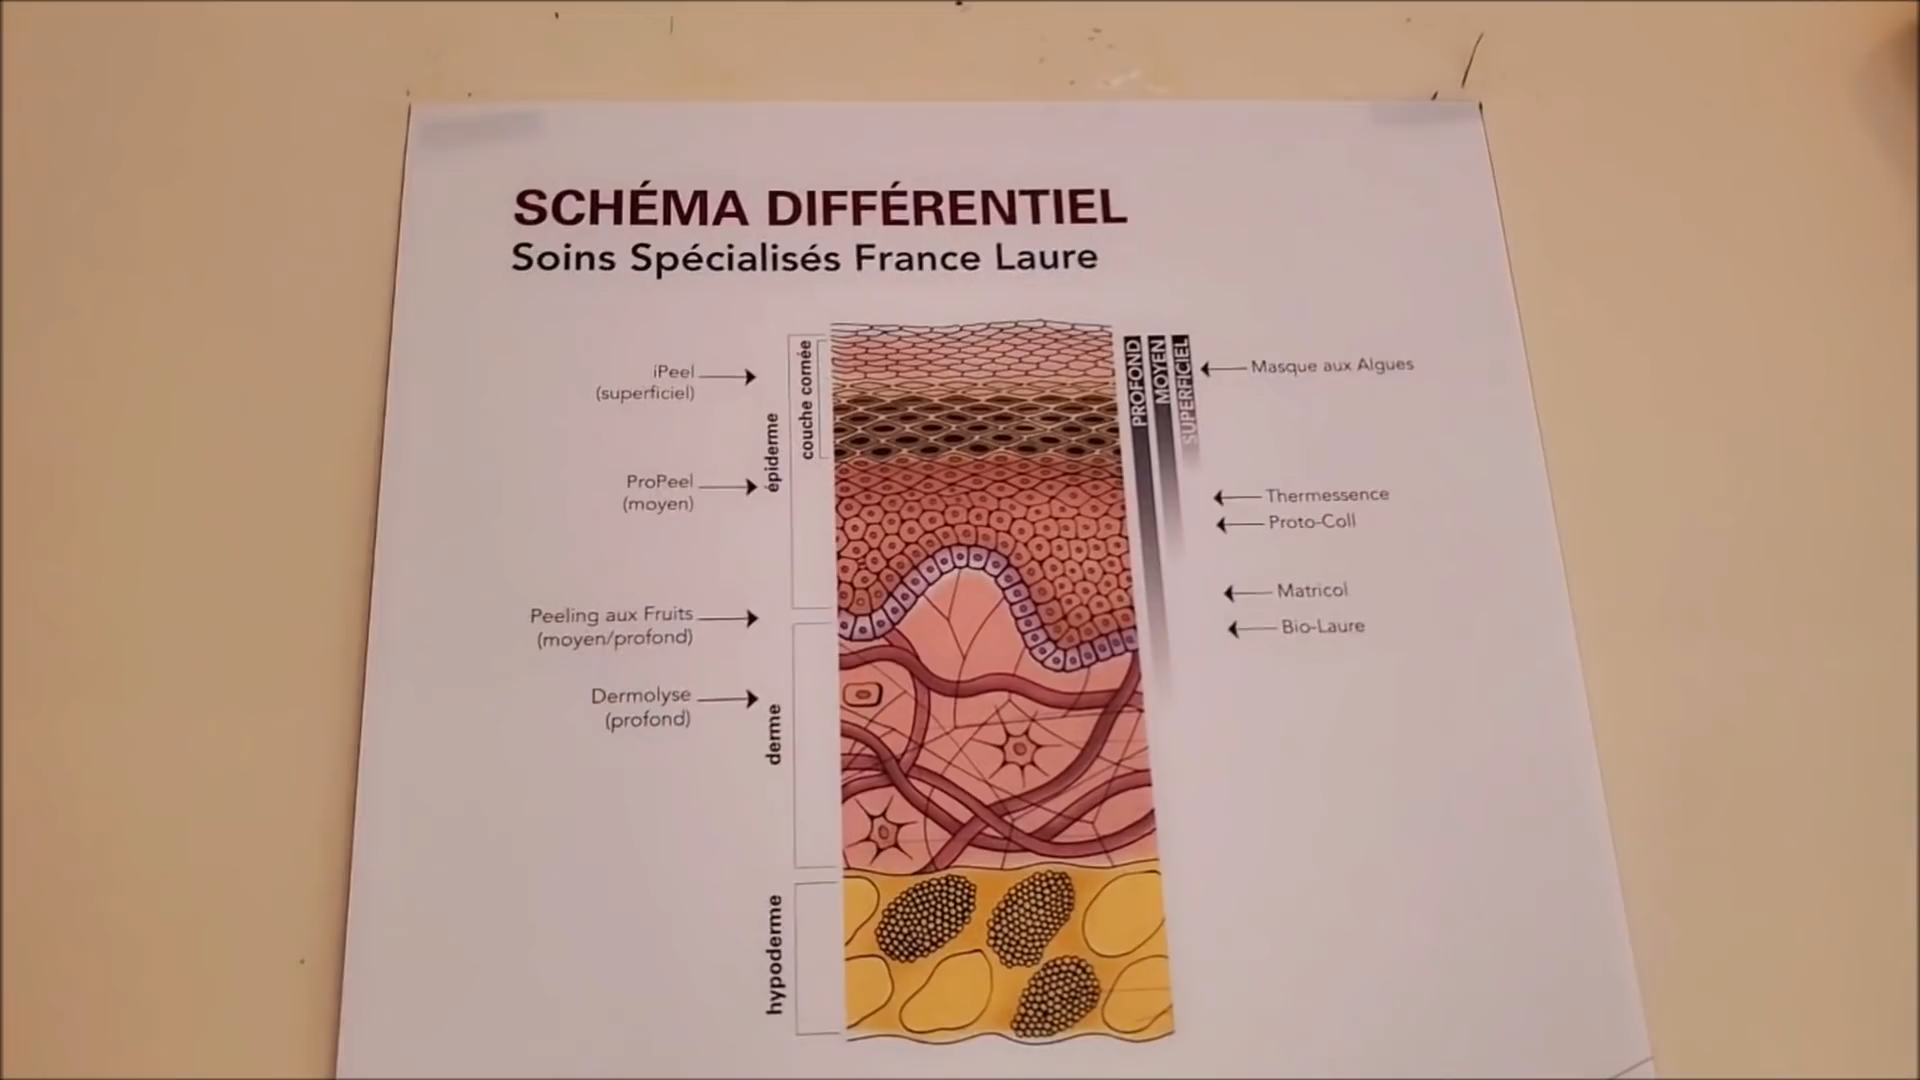 SCHÉMA DIFFÉRENTIEL
Soins Spécialisés France Laure
iPeel
(superficiel)
ProPeel
(moyen)
Peeling aux Fruits
(moyen/profond)
Dermolyse
(profond)
épiderme
couche cornée
derme
hypoderme
PROFOND
MOYEN
SUPERFICIEL
Masque aux Algues
Thermessence
Proto-Coll
Matricol
Bio-Laure